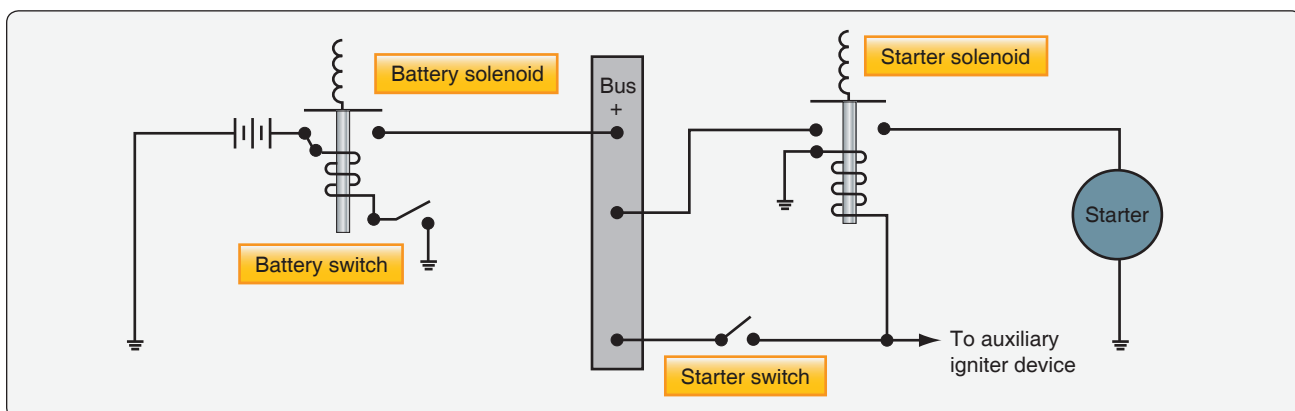 Battery solenoid
Starter solenoid
Bus
+
Battery switch
Starter
Starter switch
To auxiliary
igniter device